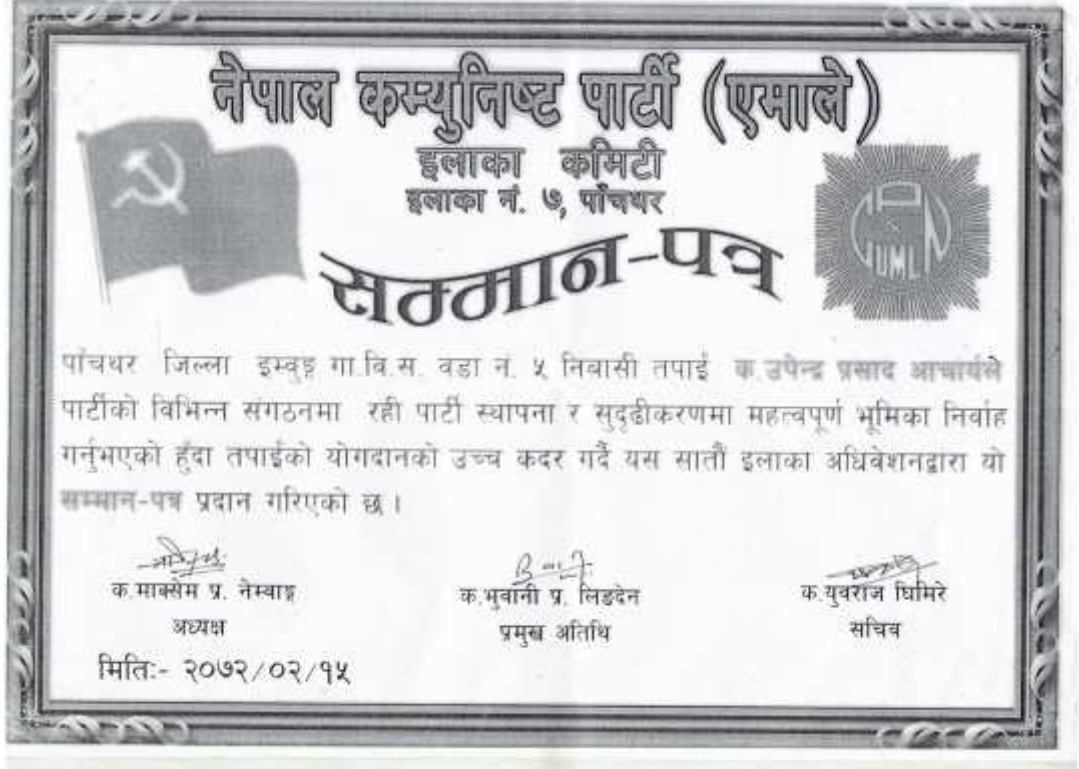 नेपाल कम्युनिष्ट पार्टी (एमाले)
इलाका कमिटी
इलाका नं. ७, पाँचथर
सम्मान-पत्र
UML
पाँचथर जिल्ला इम्वुङ्ग गा.वि.स. वडा नं. ५ निवासी तपाई क.उपेन्द्र प्रसाद आचार्यले
पार्टीको विभिन्न संगठनमा रही पार्टी स्थापना र सुदृढीकरणमा महत्वपूर्ण भूमिका निर्वाह
गर्नुभएको हुँदा तपाईको योगदानको उच्च कदर गर्दै यस सातौं इलाका अधिवेशनद्वारा यो
सम्मान-पत्र प्रदान गरिएको छ ।
क.माक्सेम प्र. नेम्वाङ्ग
अध्यक्ष
क.भुवानी प्र. लिङदेन
प्रमुख अतिथि
क.युवराज घिमिरे
सचिव
मितिः- २०७२/०२/१५